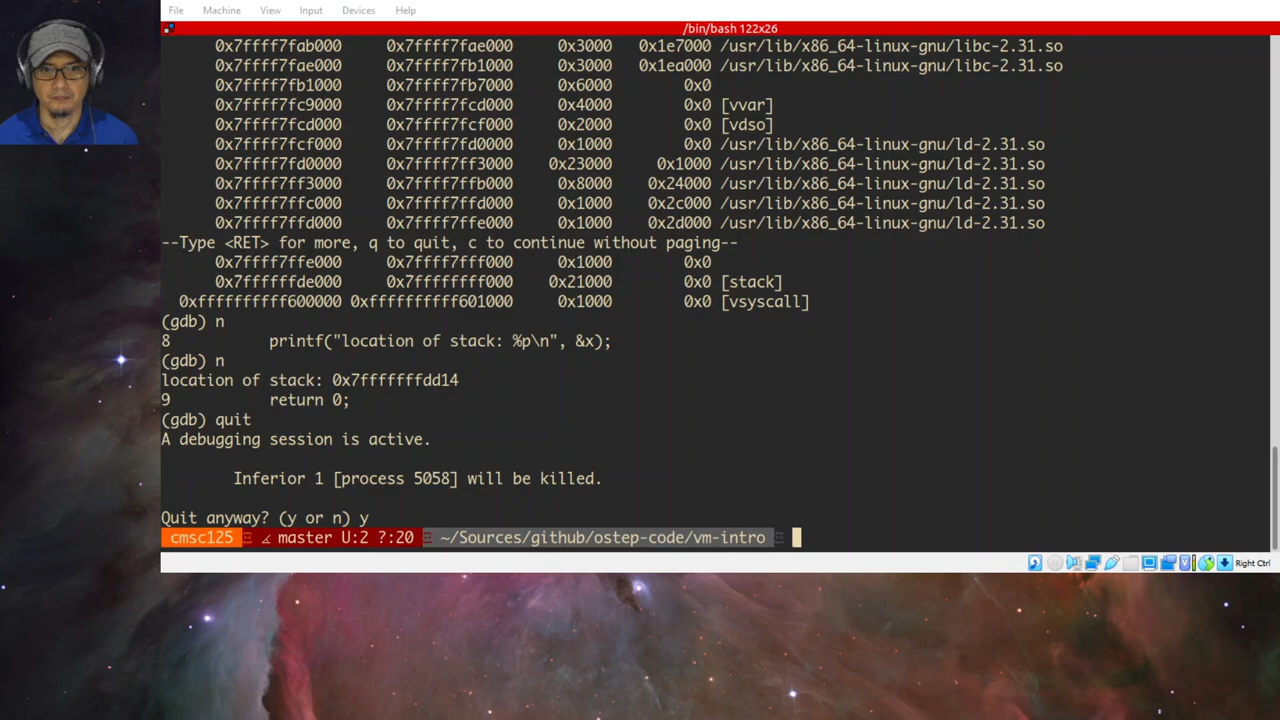 File Machine View Input Devices Help
/bin/bash 122x26
0x7ffff7fab000 0x7ffff7fae000 0x3000 0x1e7000 /usr/lib/x86_64-linux-gnu/libc-2.31.so
0x7ffff7fae000 0x7ffff7fb1000 0x3000 0x1ea000 /usr/lib/x86_64-linux-gnu/libc-2.31.so
0x7ffff7fb1000 0x7ffff7fb7000 0x6000 0x0
0x7ffff7fc9000 0x7ffff7fcd000 0x4000 0x0 [vvar]
0x7ffff7fcd000 0x7ffff7fcf000 0x2000 0x0 [vdso]
0x7ffff7fcf000 0x7ffff7fd0000 0x1000 0x0 /usr/lib/x86_64-linux-gnu/ld-2.31.so
0x7ffff7fd0000 0x7ffff7ff3000 0x23000 0x1000 /usr/lib/x86_64-linux-gnu/ld-2.31.so
0x7ffff7ff3000 0x7ffff7ffb000 0x8000 0x24000 /usr/lib/x86_64-linux-gnu/ld-2.31.so
0x7ffff7ffc000 0x7ffff7ffd000 0x1000 0x2c000 /usr/lib/x86_64-linux-gnu/ld-2.31.so
0x7ffff7ffd000 0x7ffff7ffe000 0x1000 0x2d000 /usr/lib/x86_64-linux-gnu/ld-2.31.so
--Type <RET> for more, q to quit, c to continue without paging--
0x7ffff7ffe000 0x7ffff7fff000 0x1000 0x0
0x7ffffffde000 0x7ffffffff000 0x21000 0x0 [stack]
0xffffffffff600000 0xffffffffff601000 0x1000 0x0 [vsyscall]
(gdb) n
8 printf("location of stack: %p\n", &x);
(gdb) n
location of stack: 0x7fffffffdd14
9 return 0;
(gdb) quit
A debugging session is active.
Inferior 1 [process 5058] will be killed.
Quit anyway? (y or n) y
cmsc125 master U:2 ?:20 ~/Sources/github/ostep-code/vm-intro
Right Ctrl